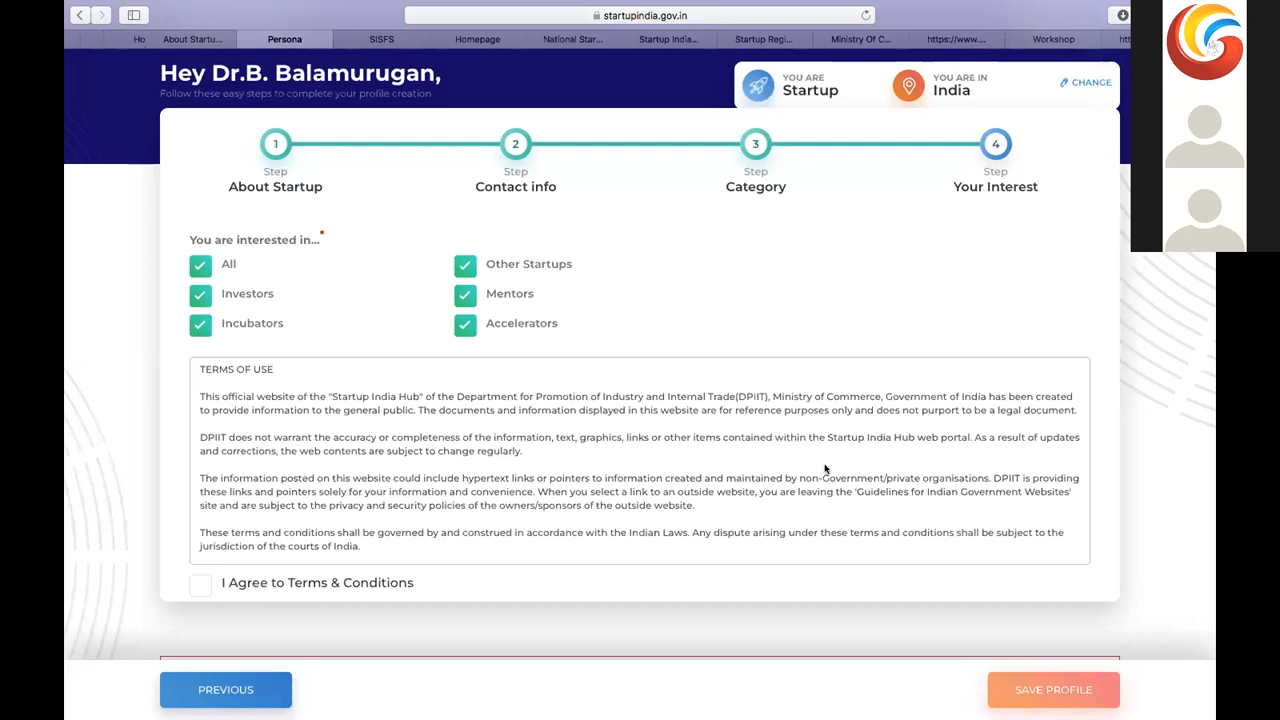 startupindia.gov.in
Ho
About Startu...
Persona
SISFS
Homepage
National Star...
Startup India...
Startup Regi...
Ministry Of C...
https://www....
Workshop
htt
Hey Dr.B. Balamurugan,
Follow these easy steps to complete your profile creation
YOU ARE
Startup
YOU ARE IN
India
CHANGE
1
Step
About Startup
2
Step
Contact info
3
Step
Category
4
Step
Your Interest
You are interested in...*
All
Other Startups
Investors
Mentors
Incubators
Accelerators
TERMS OF USE
This official website of the "Startup India Hub" of the Department for Promotion of Industry and Internal Trade(DPIIT), Ministry of Commerce, Government of India has been created
to provide information to the general public. The documents and information displayed in this website are for reference purposes only and does not purport to be a legal document.
DPIIT does not warrant the accuracy or completeness of the information, text, graphics, links or other items contained within the Startup India Hub web portal. As a result of updates
and corrections, the web contents are subject to change regularly.
The information posted on this website could include hypertext links or pointers to information created and maintained by non-Government/private organisations. DPIIT is providing
these links and pointers solely for your information and convenience. When you select a link to an outside website, you are leaving the 'Guidelines for Indian Government Websites'
site and are subject to the privacy and security policies of the owners/sponsors of the outside website.
These terms and conditions shall be governed by and construed in accordance with the Indian Laws. Any dispute arising under these terms and conditions shall be subject to the
jurisdiction of the courts of India.
I Agree to Terms & Conditions
PREVIOUS
SAVE PROFILE